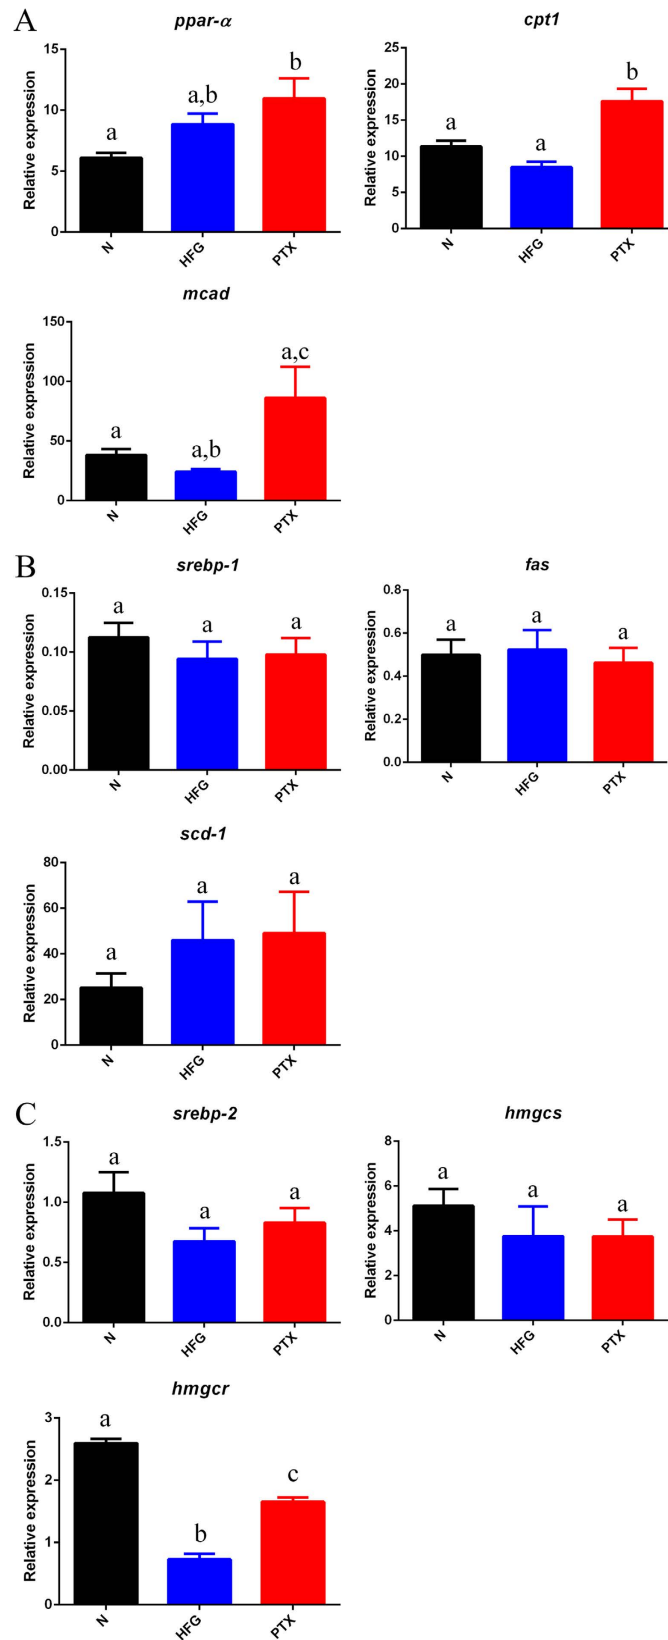 A
ppar-α
Relative expression
15
10
5
0
a
a,b
b
N
HFG
PTX
cpt1
Relative expression
25
20
15
10
5
0
a
a
b
N
HFG
PTX
mcad
Relative expression
150
100
50
0
a
a,b
a,c
N
HFG
PTX
B
srebp-1
Relative expression
0.15
0.10
0.05
0.00
a
a
a
N
HFG
PTX
fas
Relative expression
0.8
0.6
0.4
0.2
0.0
a
a
a
N
HFG
PTX
scd-1
Relative expression
80
60
40
20
0
a
a
a
N
HFG
PTX
C
srebp-2
Relative expression
1.5
1.0
0.5
0.0
a
a
a
N
HFG
PTX
hmgcs
Relative expression
8
6
4
2
0
a
a
a
N
HFG
PTX
hmgcr
Relative expression
3
2
1
0
a
b
c
N
HFG
PTX